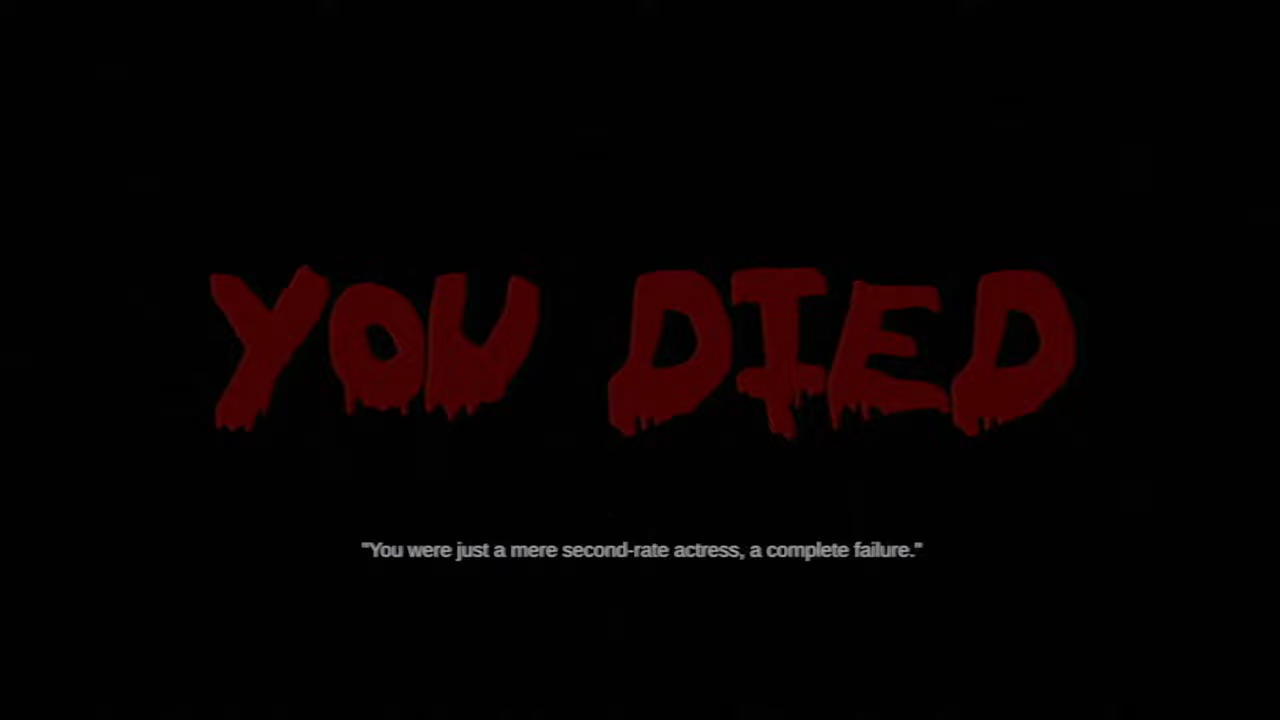 YOU DIED
"You were just a mere second-rate actress, a complete failure."